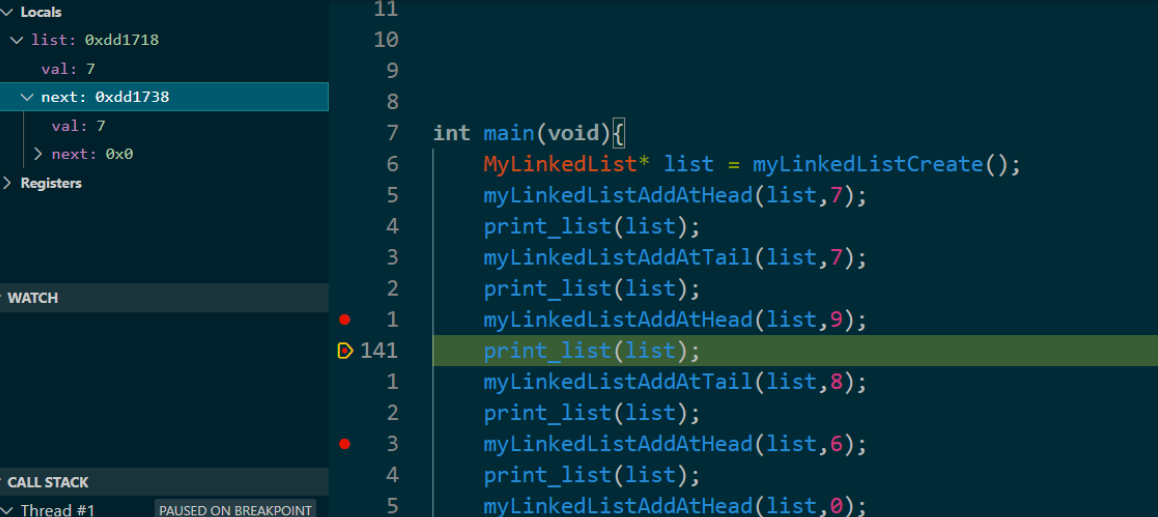 Locals
list: 0xdd1718
val: 7
next: 0xdd1738
val: 7
next: 0x0
Registers
WATCH
CALL STACK
Thread #1 PAUSED ON BREAKPOINT
11
10
9
8
7 int main(void){
6 MyLinkedList* list = myLinkedListCreate();
5 myLinkedListAddAtHead(list,7);
4 print_list(list);
3 myLinkedListAddAtTail(list,7);
2 print_list(list);
1 myLinkedListAddAtHead(list,9);
141 print_list(list);
1 myLinkedListAddAtTail(list,8);
2 print_list(list);
3 myLinkedListAddAtHead(list,6);
4 print_list(list);
5 myLinkedListAddAtHead(list,0);